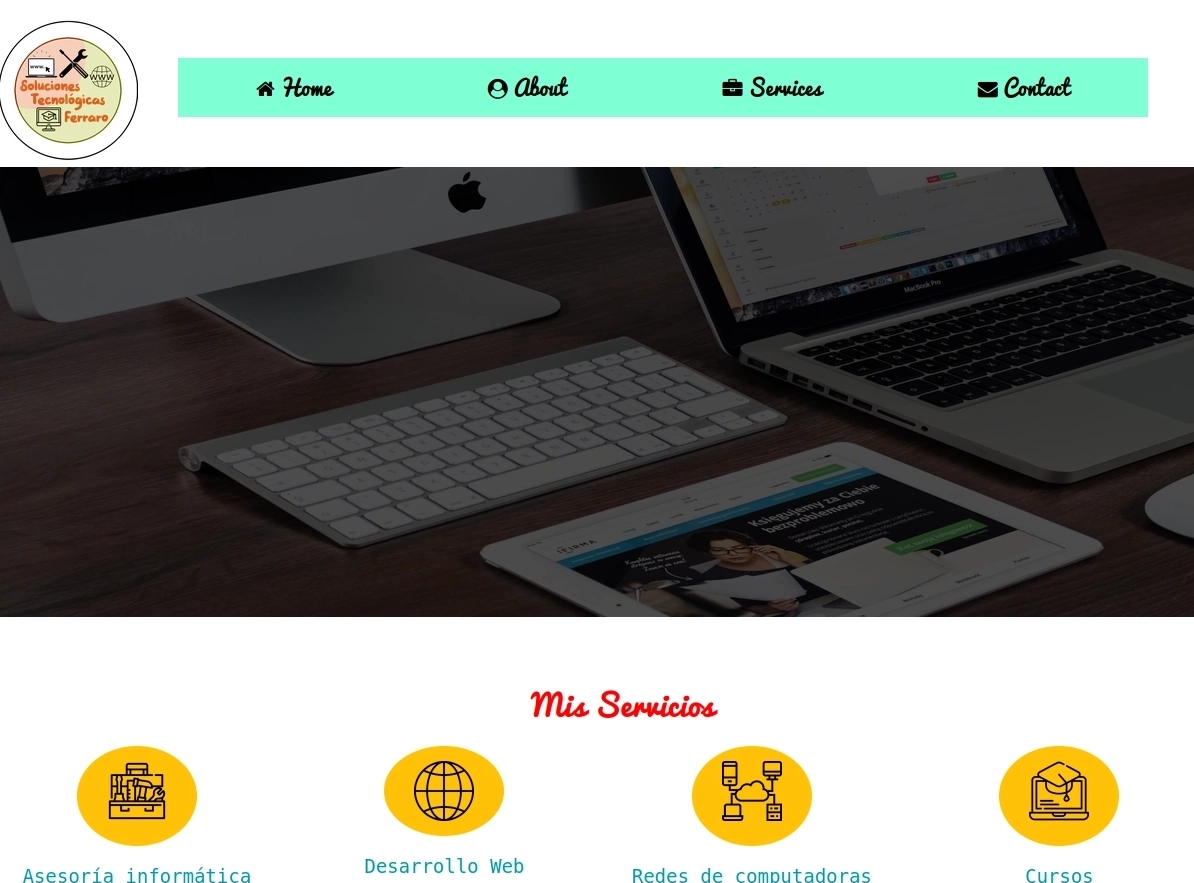 www.
www
Soluciones
Tecnológicas
Ferraro
Home
About
Services
Contact
MacBook Pro
Księgujemy za Ciebie
bezproblemowo
IFIRMA
Mis Servicios
Asesoría informática
Desarrollo Web
Redes de computadoras
Cursos